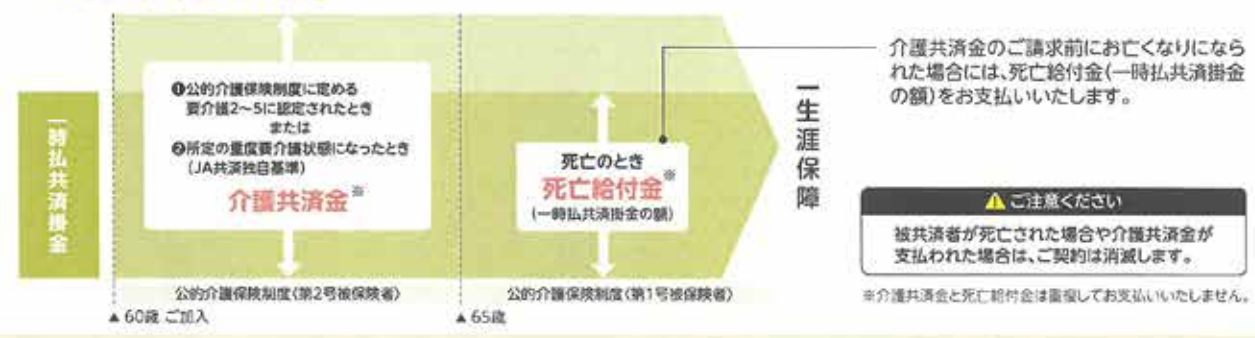 一時払共済掛金
❶公的介護保険制度に定める
要介護2〜5に認定されたとき
または
❷所定の重度要介護状態になったとき
(JA共済独自基準)
介護共済金※
死亡のとき
死亡給付金※
(一時払共済掛金の額)
一生涯保障
公的介護保険制度〈第2号被保険者〉
公的介護保険制度〈第1号被保険者〉
▲ 60歳 ご加入
▲ 65歳
介護共済金のご請求前にお亡くなりになら
れた場合には、死亡給付金(一時払共済掛金
の額)をお支払いいたします。
ご注意ください
被共済者が死亡された場合や介護共済金が
支払われた場合は、ご契約は消滅します。
※介護共済金と死亡給付金は重複してお支払いいたしません。